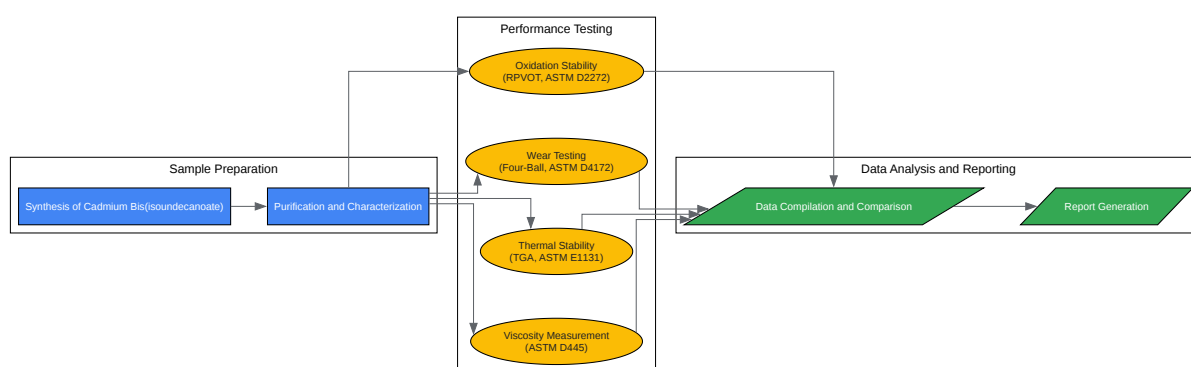 Sample Preparation
Synthesis of Cadmium Bis(isoundecanoate)
Purification and Characterization
Performance Testing
Oxidation Stability
(RPVOT, ASTM D2272)
Wear Testing
(Four-Ball, ASTM D4172)
Thermal Stability
(TGA, ASTM E1131)
Viscosity Measurement
(ASTM D445)
Data Analysis and Reporting
Data Compilation and Comparison
Report Generation